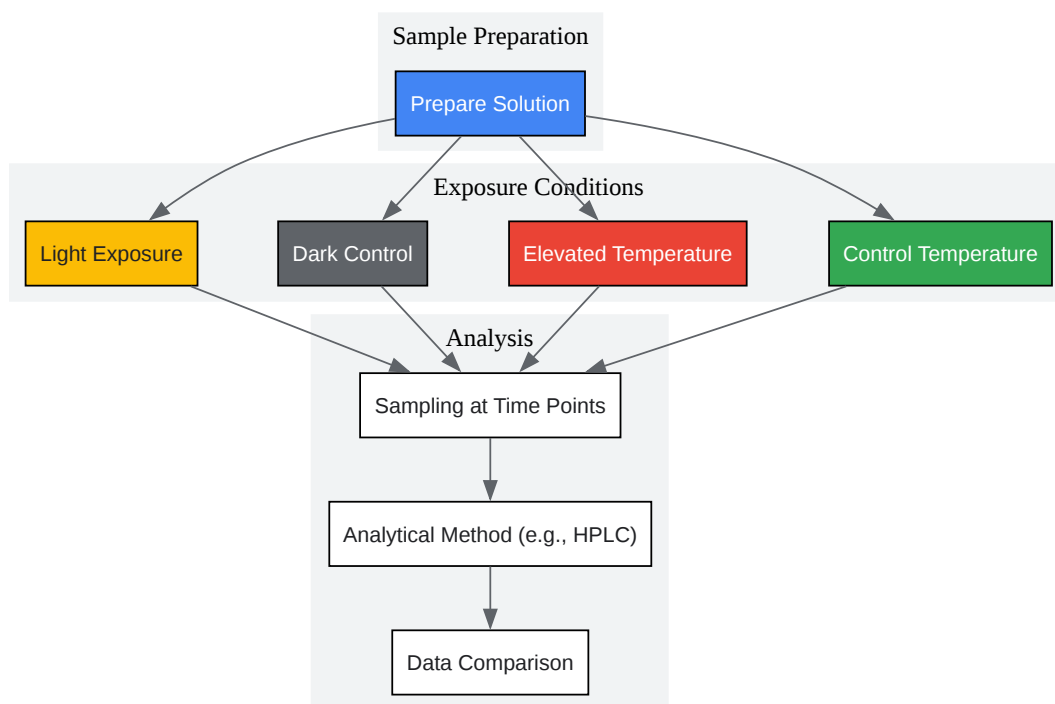 Sample Preparation
Prepare Solution
Exposure Conditions
Light Exposure
Dark Control
Elevated Temperature
Control Temperature
Analysis
Sampling at Time Points
Analytical Method (e.g., HPLC)
Data Comparison